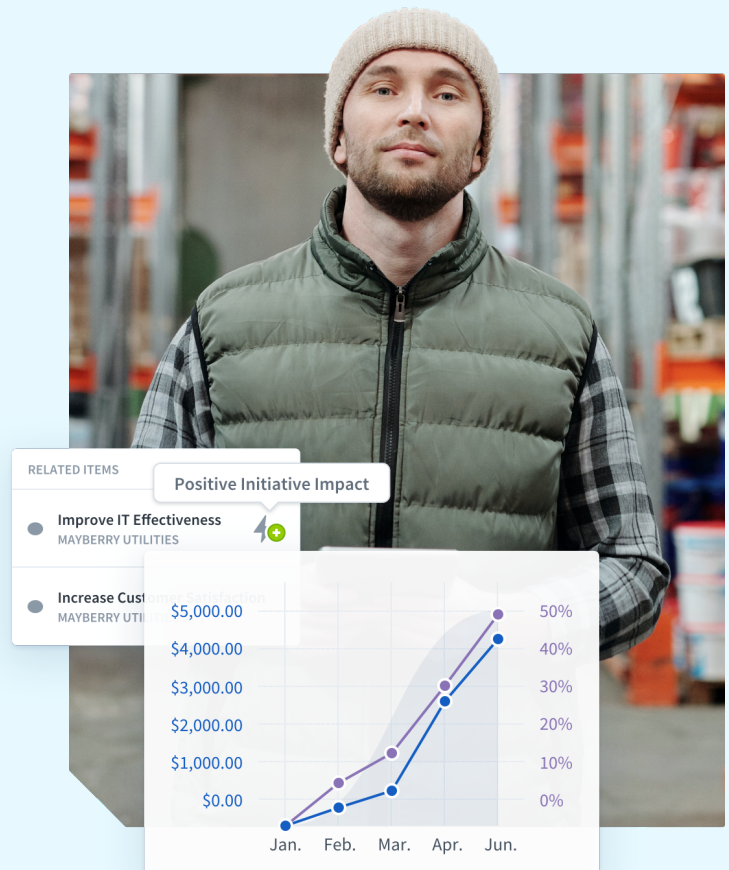 RELATED ITEMS
Positive Initiative Impact
Improve IT Effectiveness
MAYBERRY UTILITIES
Increase Customer Satisfaction
MAYBERRY UTILIT
$5,000.00 50%
$4,000.00 40%
$3,000.00 30%
$2,000.00 20%
$1,000.00 10%
$0.00 0%
Jan. Feb. Mar. Apr. Jun.